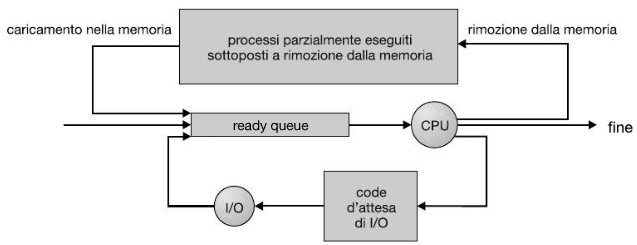 caricamento nella memoria
processi parzialmente eseguiti
sottoposti a rimozione dalla memoria
rimozione dalla memoria
ready queue
CPU
fine
I/O
code
d'attesa
di I/O